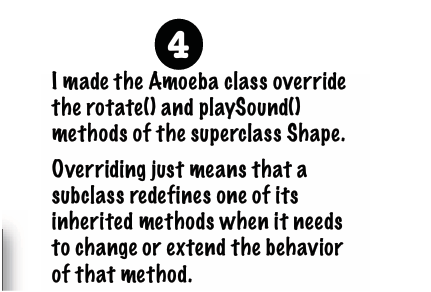 4
I made the Amoeba class override
the rotate() and playSound()
methods of the superclass Shape.
Overriding just means that a
subclass redefines one of its
inherited methods when it needs
to change or extend the behavior
of that method.